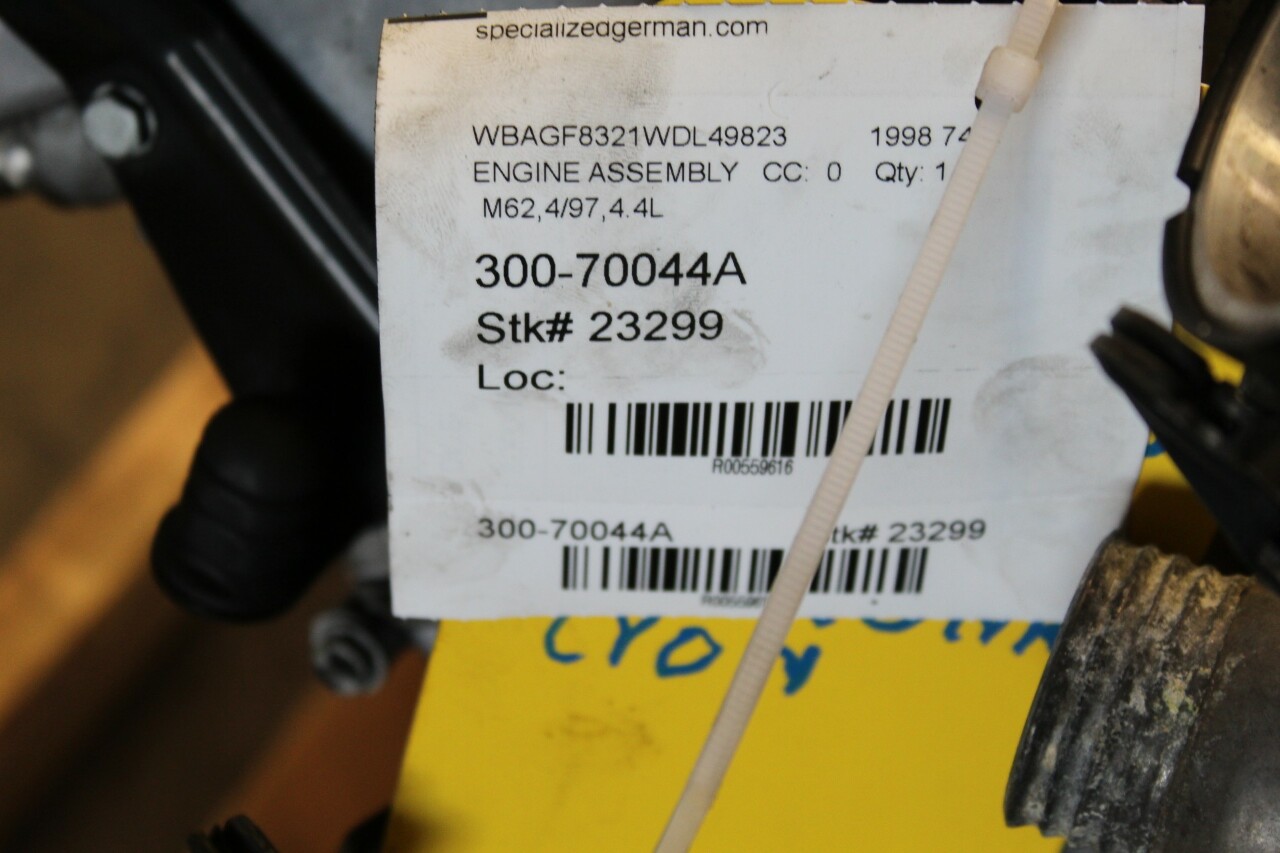 specializedgerman.com
WBAGF8321WDL49823 1998 74
ENGINE ASSEMBLY CC: 0 Qty: 1
M62,4/97,4.4L
300-70044A
Stk# 23299
Loc:
R00559616
300-70044A Stk# 23299